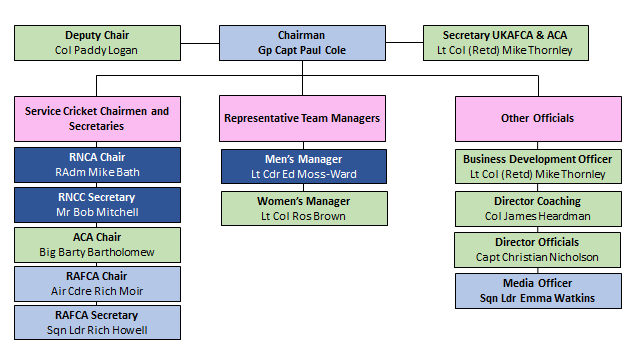 Deputy Chair
Col Paddy Logan
Chairman
Gp Capt Paul Cole
Secretary UKAFCA & ACA
Lt Col (Retd) Mike Thornley
Service Cricket Chairmen and
Secretaries
RNCA Chair
RAdm Mike Bath
RNCC Secretary
Mr Bob Mitchell
ACA Chair
Big Barty Bartholomew
RAFCA Chair
Air Cdre Rich Moir
RAFCA Secretary
Sqn Ldr Rich Howell
Representative Team Managers
Men's Manager
Lt Cdr Ed Moss-Ward
Women's Manager
Lt Col Ros Brown
Other Officials
Business Development Officer
Lt Col (Retd) Mike Thornley
Director Coaching
Col James Heardman
Director Officials
Capt Christian Nicholson
Media Officer
Sqn Ldr Emma Watkins